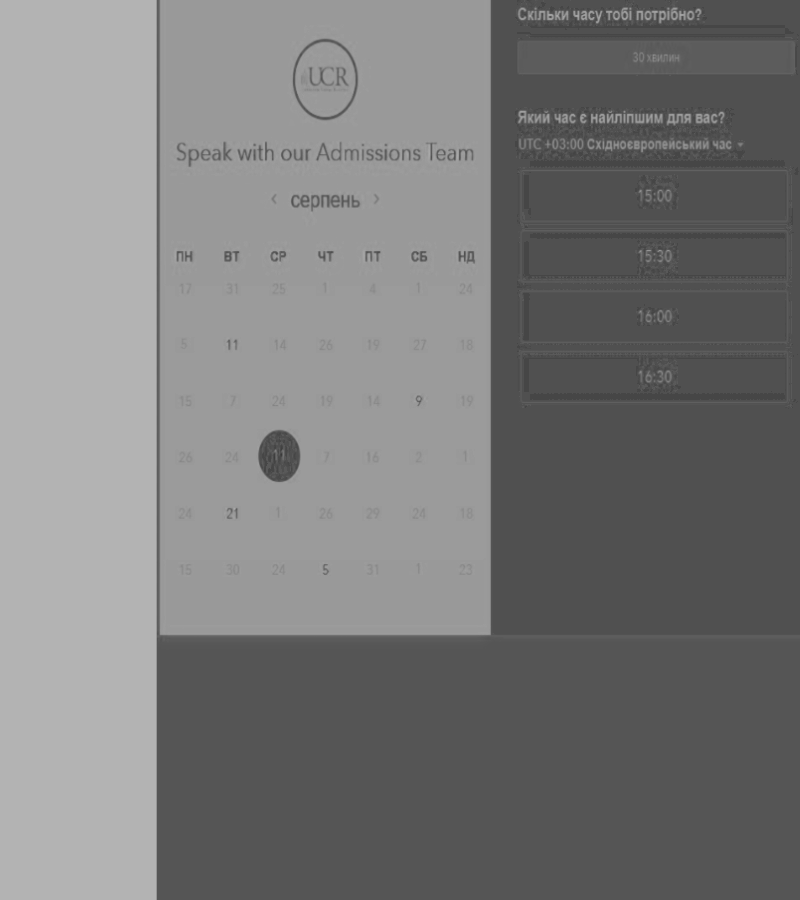 UCR
Speak with our Admissions Team
‹ серпень ›
ПН ВТ СР ЧТ ПТ СБ НД
17 31 25 1 4 1 24
5 11 14 26 19 27 18
15 7 24 19 14 9 19
26 24 11 7 16 2 1
24 21 1 26 29 24 18
15 30 24 5 31 1 23
Скільки часу тобі потрібно?
30 хвилин
Який час є найліпшим для вас?
UTC +03:00 Східноєвропейський час
15:00
15:30
16:00
16:30